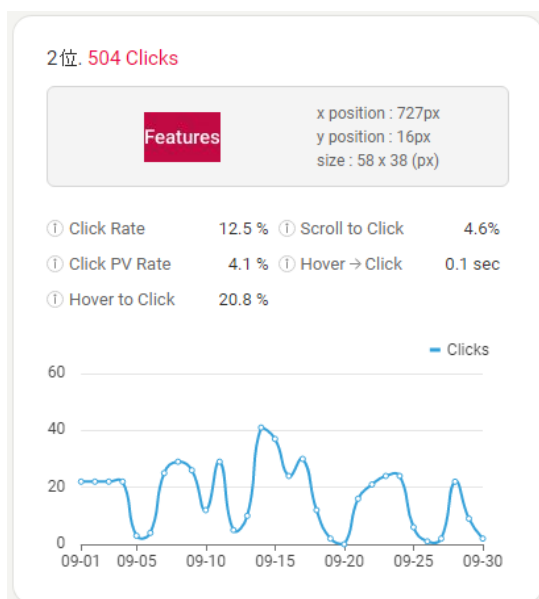 2位. 504 Clicks
Features
x position : 727px
y position : 16px
size : 58 x 38 (px)
Click Rate 12.5 % Scroll to Click 4.6%
Click PV Rate 4.1 % Hover → Click 0.1 sec
Hover to Click 20.8 %
Clicks
60
40
20
0
09-01 09-05 09-10 09-15 09-20 09-25 09-30